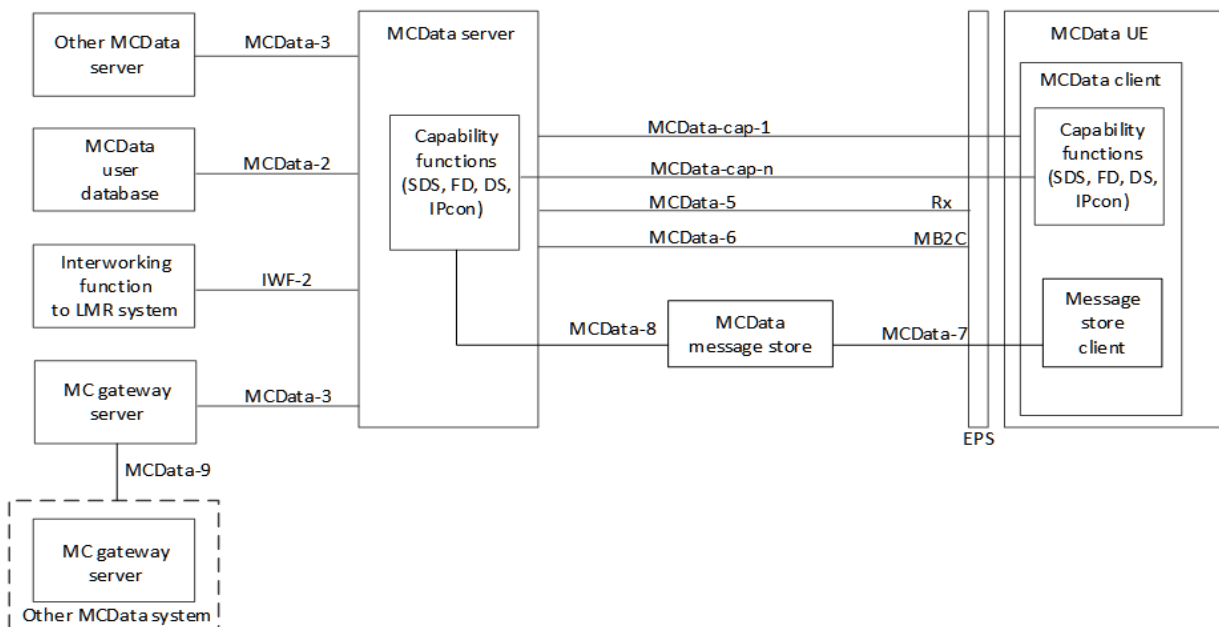 Other MCData
server
MCData-3
MCData server
MCData UE
MCData client
MCData
user
database
MCData-2
Capability
functions
(SDS, FD, DS,
IPcon)
MCData-cap-1
MCData-cap-n
MCData-5
Rx
MCData-6
MB2C
Capability
functions
(SDS, FD, DS,
IPcon)
Interworking
function
to LMR system
IWF-2
MCData-8
MCData
message store
MCData-7
Message
store
client
MC gateway
server
MCData-3
EPS
MCData-9
MC gateway
server
Other MCData system